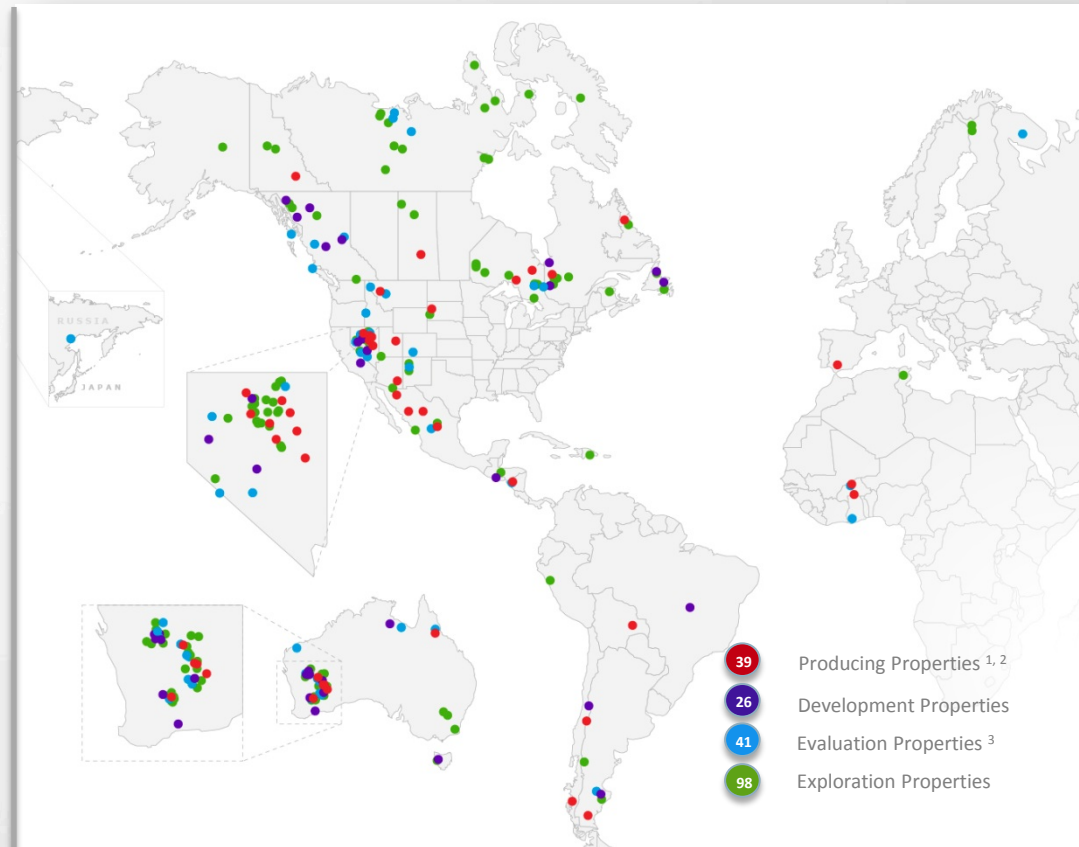 RUSSIA
JAPAN
39 Producing Properties 1, 2
26 Development Properties
41 Evaluation Properties 3
98 Exploration Properties